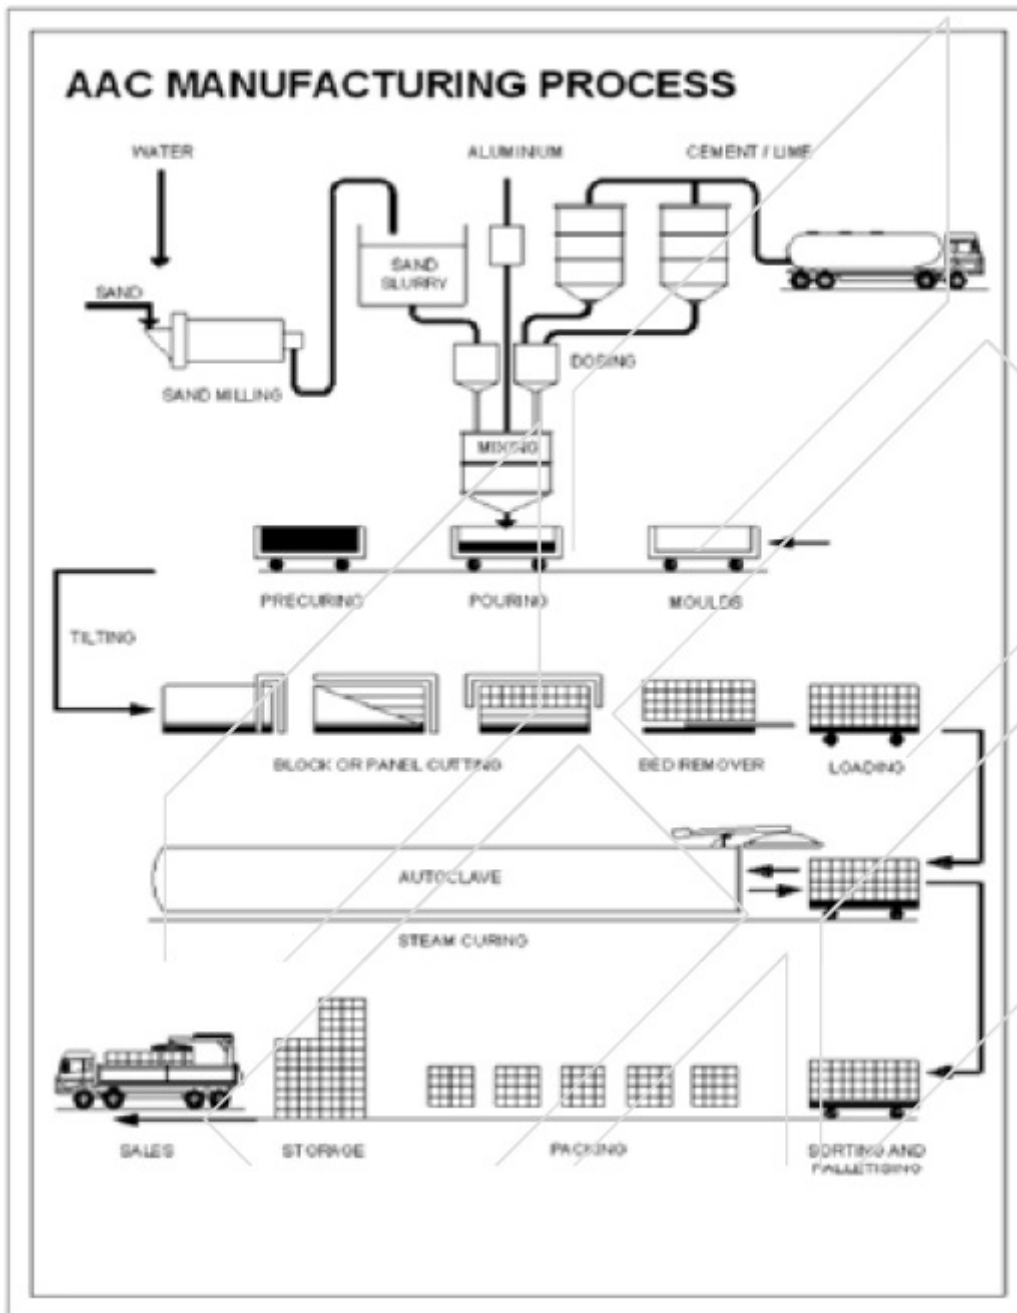 AAC MANUFACTURING PROCESS
WATER
ALUMINIUM
CEMENT / LIME
SAND
SLURRY
SAND
DOSING
SAND MILLING
MIXING
PRECURING
POURING
MOULDS
TILTING
BLOCK OR PANEL CUTTING
BED REMOVER
LOADING
AUTOCLAVE
STEAM CURING
SALES
STORAGE
PACKING
SORTING AND
PALLETISING